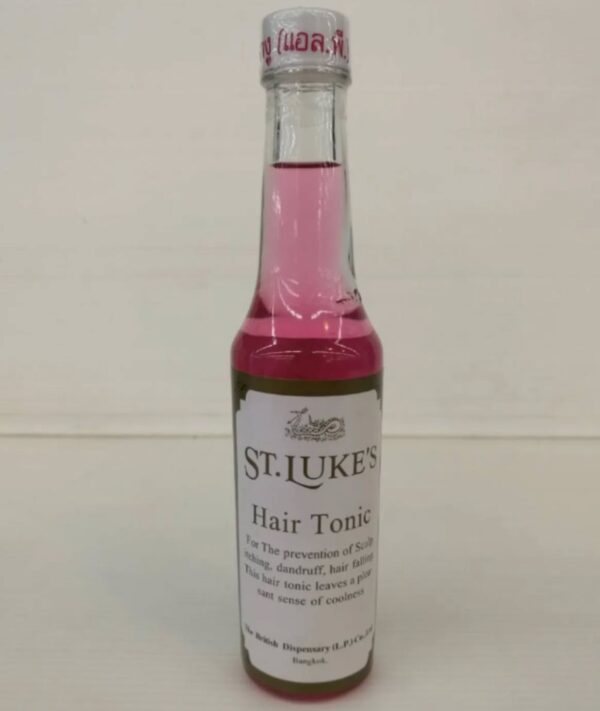 งู (แอล.พี.)
ST. LUKE'S
Hair Tonic
For The prevention of Scalp
itching, dandruff, hair falling
This hair tonic leaves a plea
sant sense of coolness
The British Dispensary (L.P.) Co., Ltd.
Bangkok.